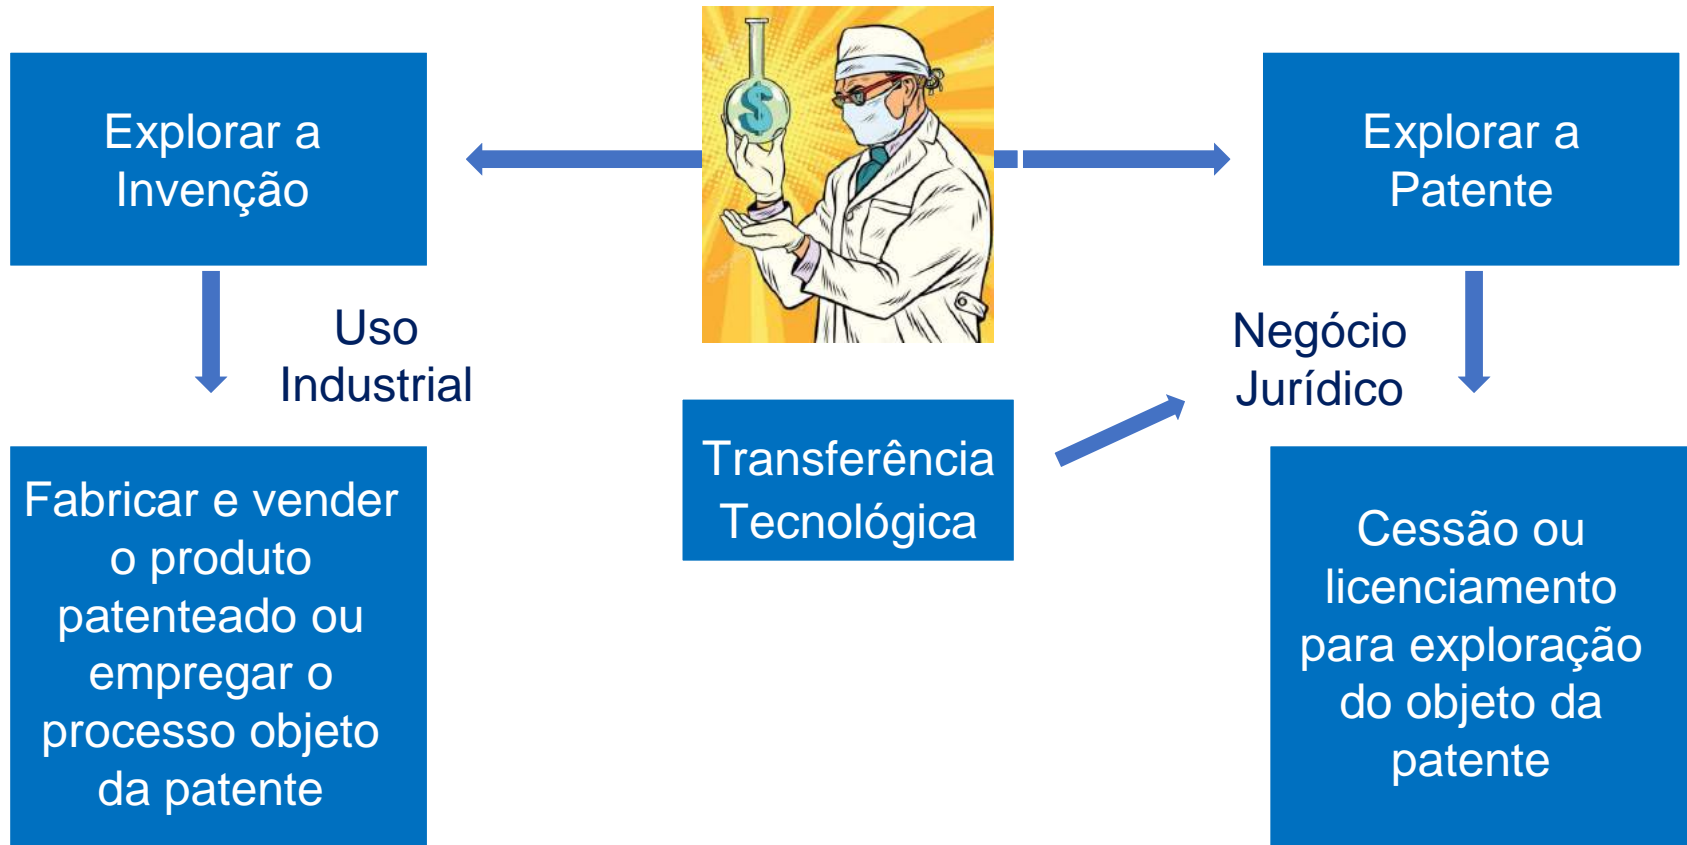 Explorar a
Invenção
$
Explorar a
Patente
Uso
Industrial
Negócio
Jurídico
Transferência
Tecnológica
Fabricar e vender
o produto
patenteado ou
empregar o
processo objeto
da patente
Cessão ou
licenciamento
para exploração
do objeto da
patente